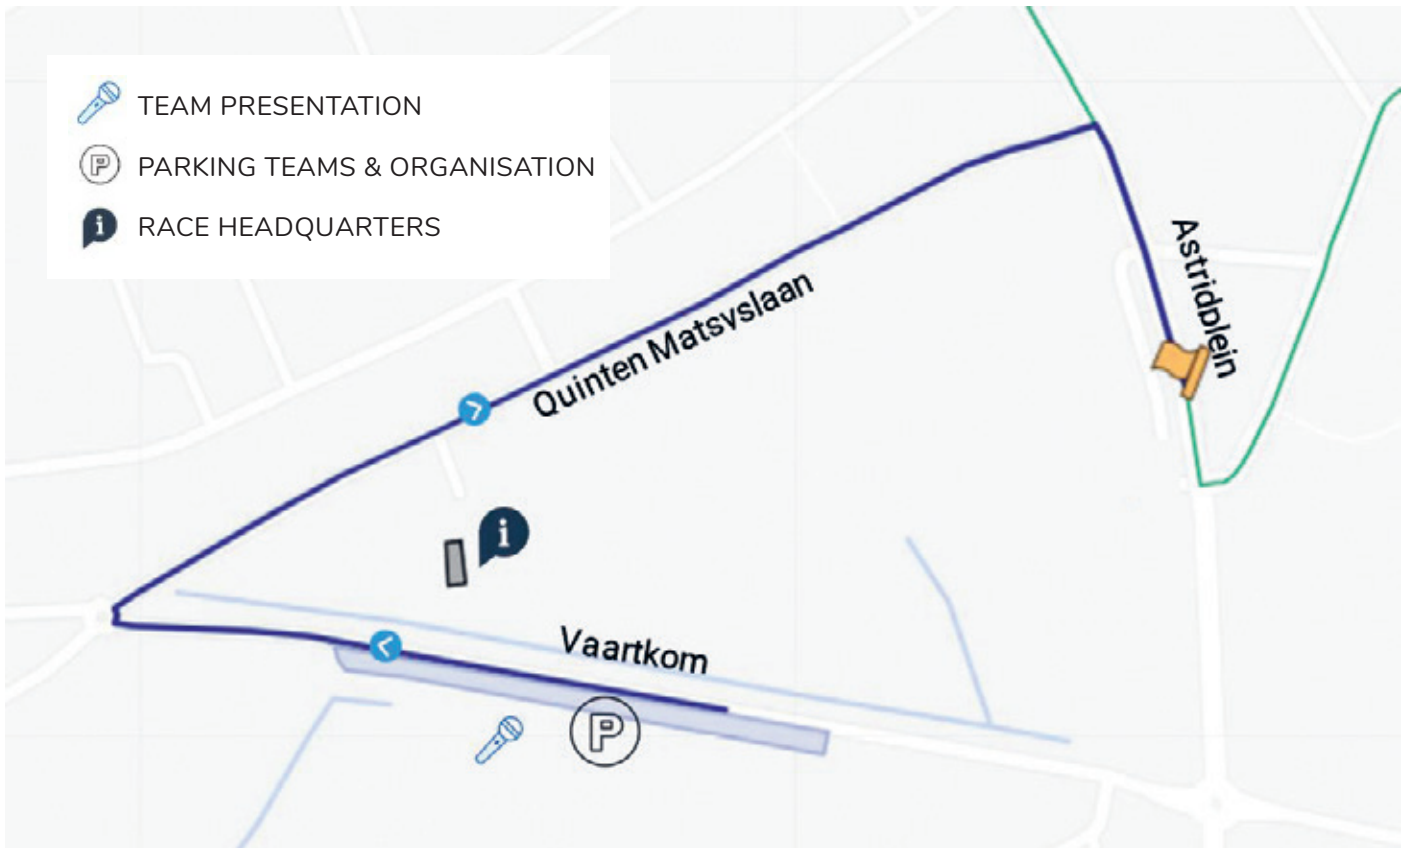 TEAM PRESENTATION
P
PARKING TEAMS & ORGANISATION
i
RACE HEADQUARTERS
Astridplein
Quinten Matsyslaan
i
Vaartkom
P